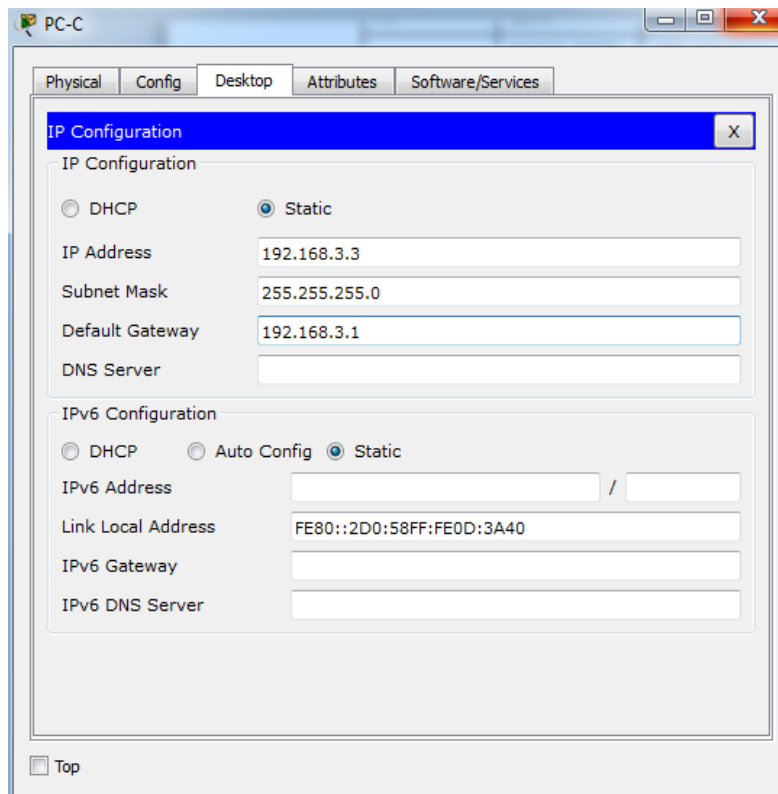 PC-C
Physical Config Desktop Attributes Software/Services
IP Configuration X
IP Configuration
DHCP Static
IP Address 192.168.3.3
Subnet Mask 255.255.255.0
Default Gateway 192.168.3.1
DNS Server
IPv6 Configuration
DHCP Auto Config Static
IPv6 Address /
Link Local Address FE80::2D0:58FF:FE0D:3A40
IPv6 Gateway
IPv6 DNS Server
Top